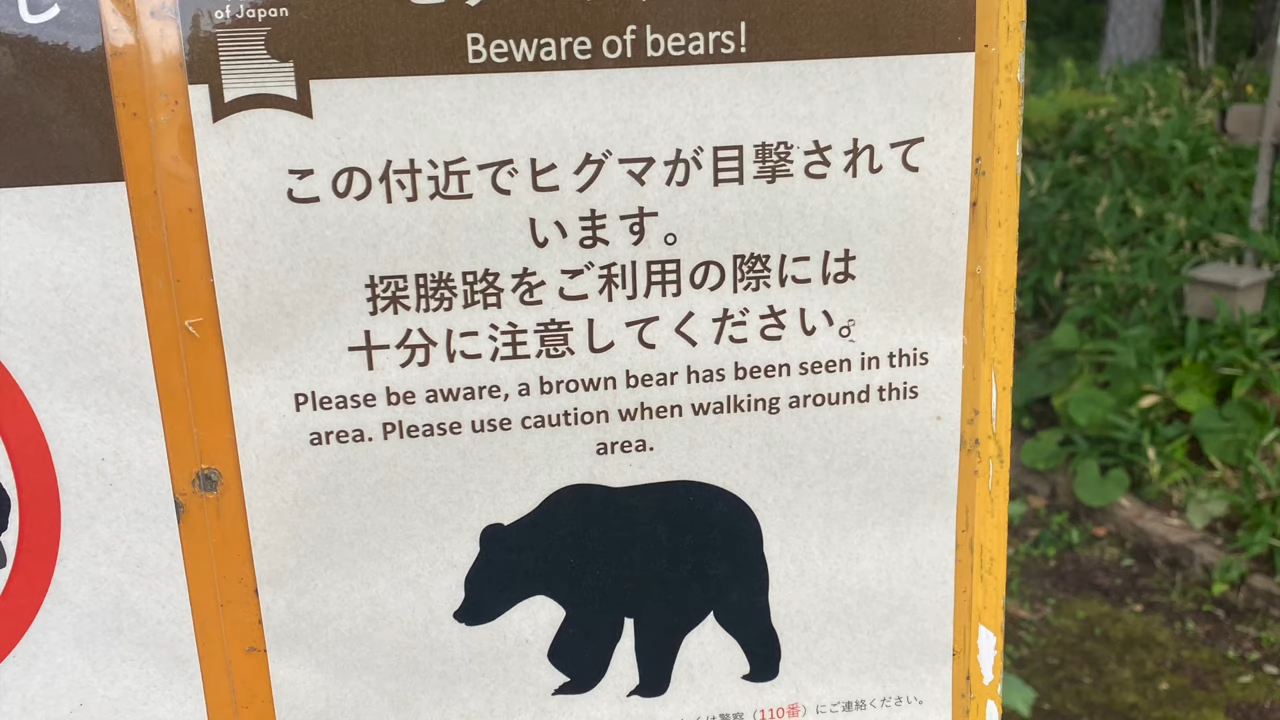 of Japan
Beware of bears!
この付近でヒグマが目撃されて
います。
探勝路をご利用の際には
十分に注意してください。
Please be aware, a brown bear has been seen in this
area. Please use caution when walking around this
area.
は警察（110番）にご連絡ください。